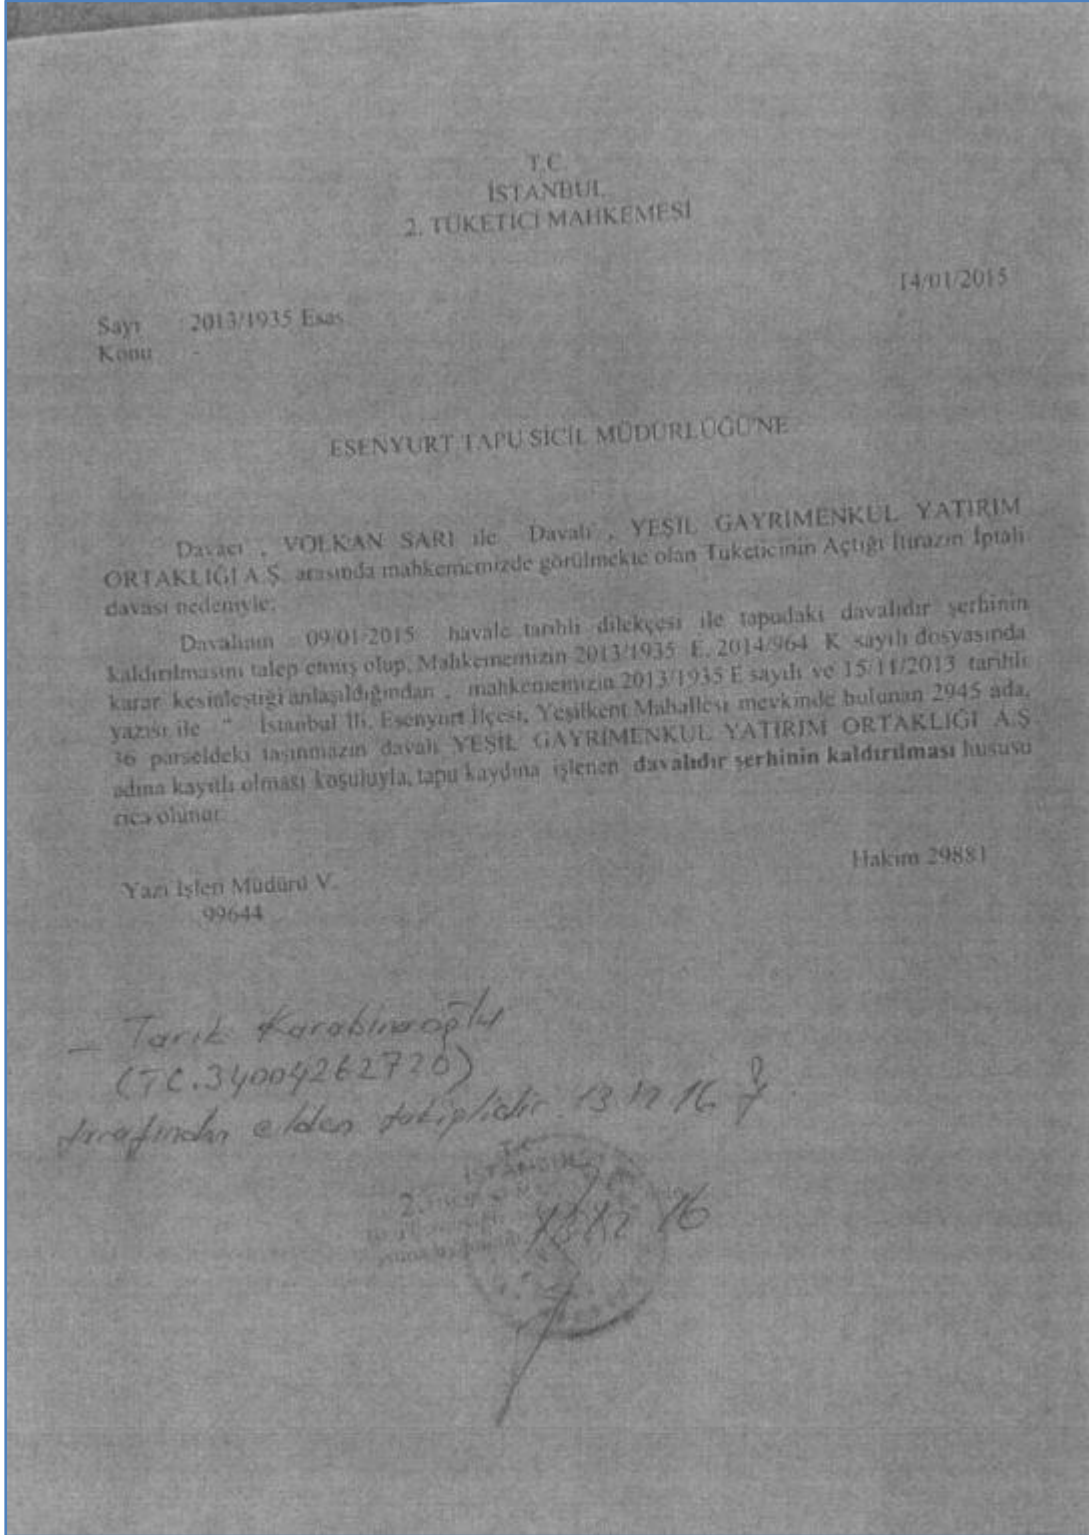 T.C.
İSTANBUL
2. TÜKETİCİ MAHKEMESİ
14/01/2015
Sayı : 2013/1935 Esas
Konu : -
ESENYURT TAPU SİCİL MÜDÜRLÜĞÜ'NE
Davacı , VOLKAN SARI ile Davalı , YEŞİL GAYRİMENKUL YATIRIM
ORTAKLIĞI A.Ş. arasında mahkememizde görülmekte olan Tüketicinin Açtığı İtirazın İptali
davası nedeniyle;
Davalının 09/01/2015 havale tarihli dilekçesi ile tapudaki davalıdır şerhinin
kaldırılmasını talep etmiş olup, Mahkememizin 2013/1935 E, 2014/964 K sayılı dosyasında
karar kesinleştiği anlaşıldığından , mahkememizin 2013/1935 E sayılı ve 15/11/2013 tarihli
yazısı ile " İstanbul İli, Esenyurt İlçesi, Yeşilkent Mahallesi mevkinde bulunan 2945 ada,
36 parseldeki taşınmazın davalı YEŞİL GAYRİMENKUL YATIRIM ORTAKLIĞI A.Ş
adına kayıtlı olması koşuluyla, tapu kaydına işlenen davalıdır şerhinin kaldırılması hususu
rica olunur.
Hakim 29881
Yazı İşleri Müdürü V.
99644
- Tarık Karabinaoğlu
(TC.34004262720)
tarafından elden takiplidir. 13 12 16
T.C.
İSTANBUL
2.
13 12 16